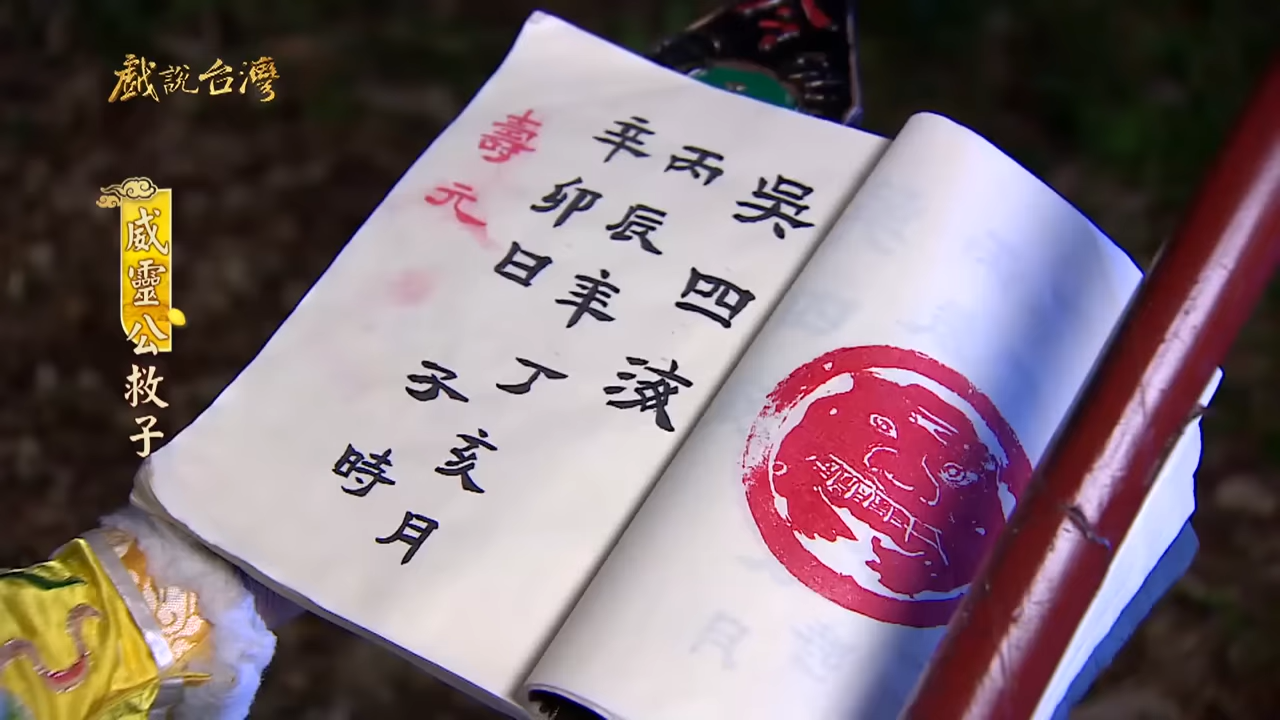 戲說台灣
威靈公救子
吳四海
丙辰年丁亥月
辛卯日子時
壽元